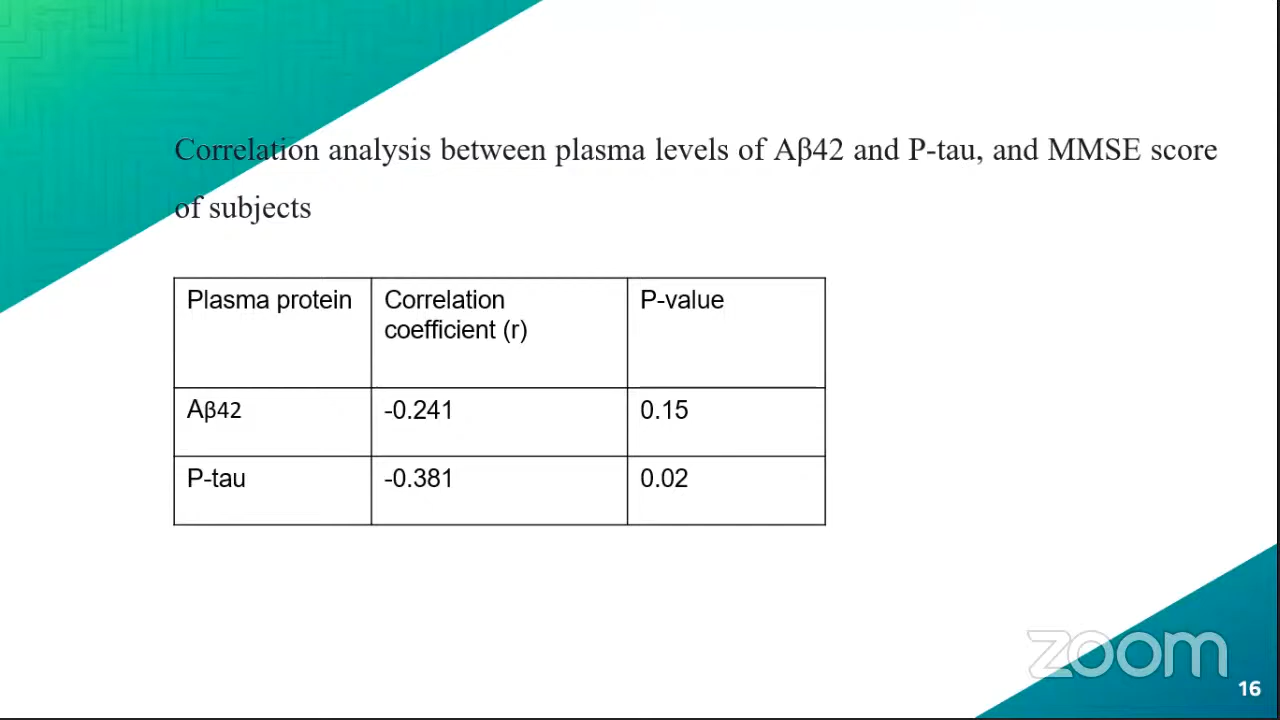 Correlation analysis between plasma levels of Aβ42 and P-tau, and MMSE score
of subjects
Plasma protein Correlation P-value
coefficient (r)
Aβ42 -0.241 0.15
P-tau -0.381 0.02
zoom
16